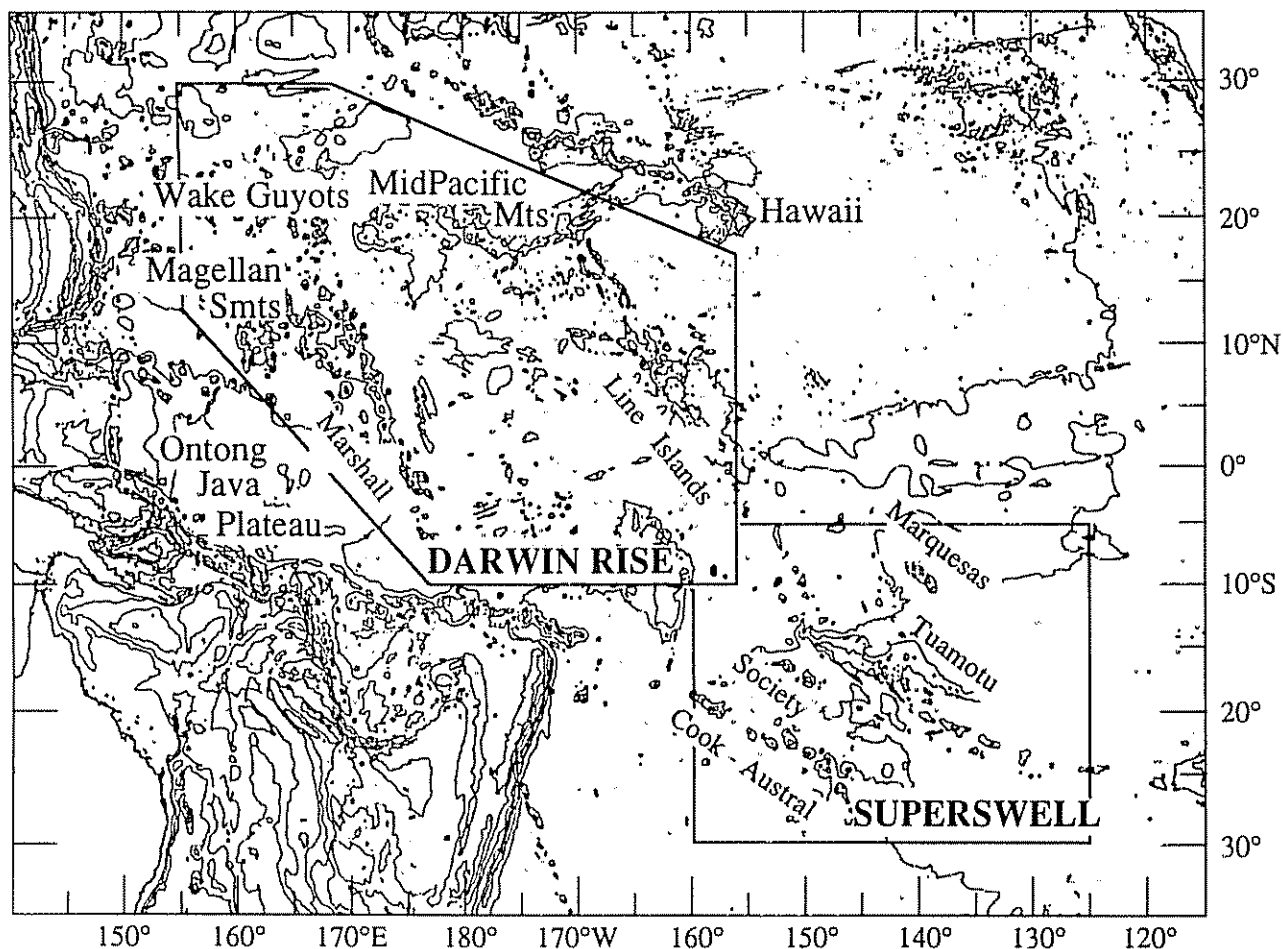 30°
Wake Guyots
MidPacific
Mts
Hawaii
20°
Magellan
Smts
10°N
Line Islands
Marshall
Ontong
Java
Plateau
0°
Marquesas
DARWIN RISE
10°S
Tuamotu
Society
Cook - Austral
20°
SUPERSWELL
30°
150° 160° 170°E 180° 170°W 160° 150° 140° 130° 120°